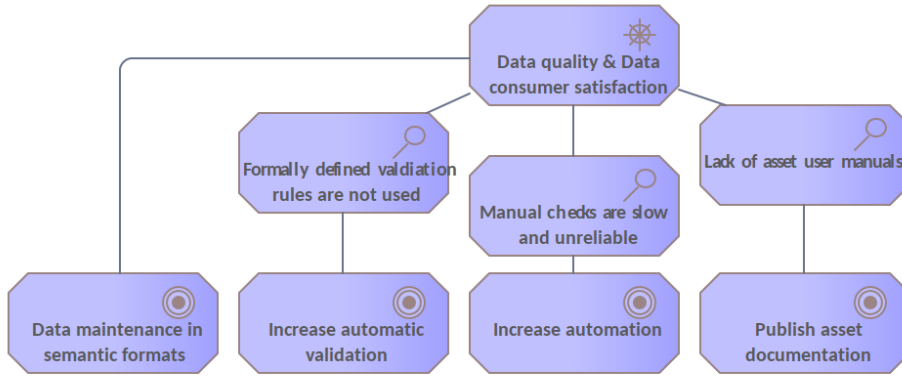 Data quality & Data
consumer satisfaction
Formally defined valdiation
rules are not used
Manual checks are slow
and unreliable
Lack of asset user manuals
Data maintenance in
semantic formats
Increase automatic
validation
Increase automation
Publish asset
documentation